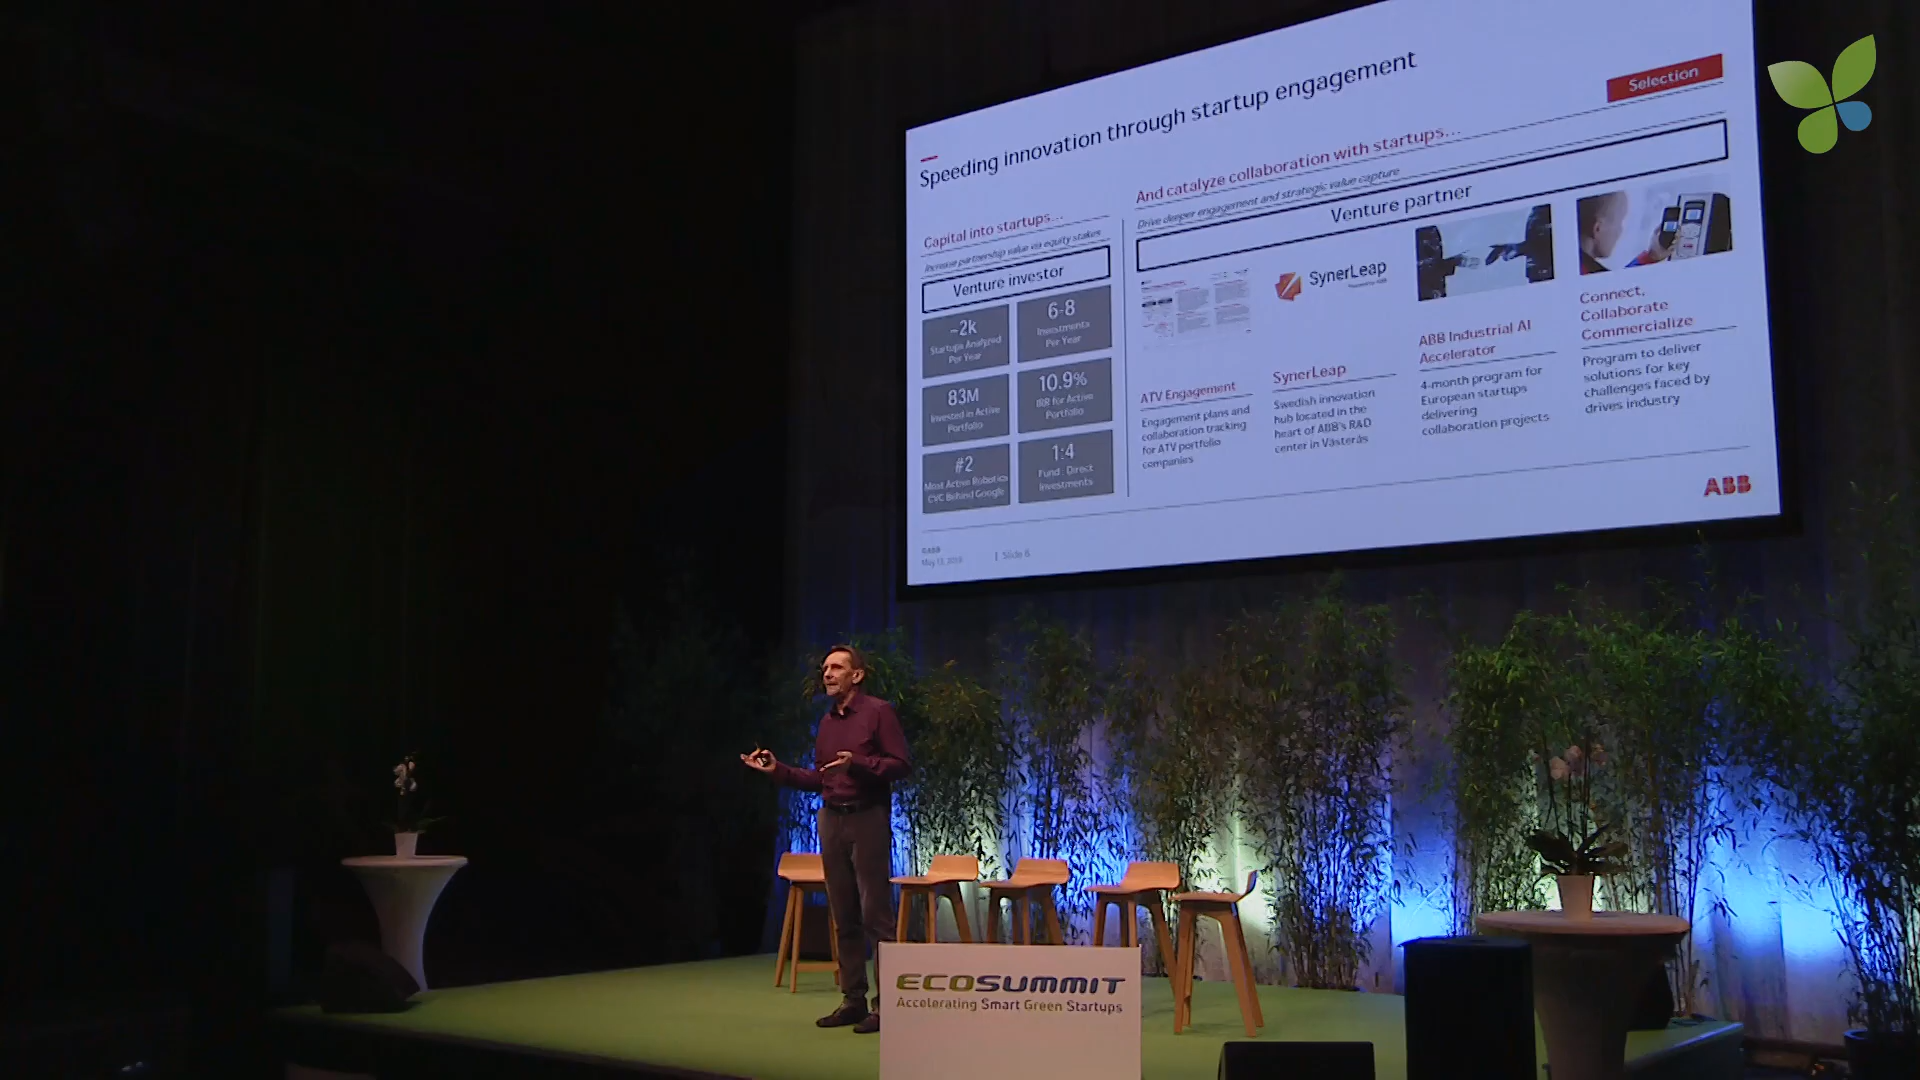 Speeding innovation through startup engagement
Selection
Capital into startups...
Increase partnership value via equity stakes
Venture investor
~2k
Startups Analyzed
Per Year
6-8
Investments
Per Year
83M
Invested in Active
Portfolio
10.9%
IRR for Active
Portfolio
#2
Most Active Robotics
CVC Behind Google
1:4
Fund Direct
Investments
And catalyze collaboration with startups...
Drive deeper engagement and strategic value capture
Venture partner
ATV Engagement
Engagement plans and
collaboration tracking
for ATV portfolio
companies
SynerLeap
SynerLeap
Swedish innovation
hub located in the
heart of ABB's R&D
center in Västerås
ABB Industrial AI
Accelerator
4-month program for
European startups
delivering
collaboration projects
Connect,
Collaborate
Commercialize
Program to deliver
solutions for key
challenges faced by
drives industry
ABB
©ABB
Slide 6
ECOSUMMIT
Accelerating Smart Green Startups